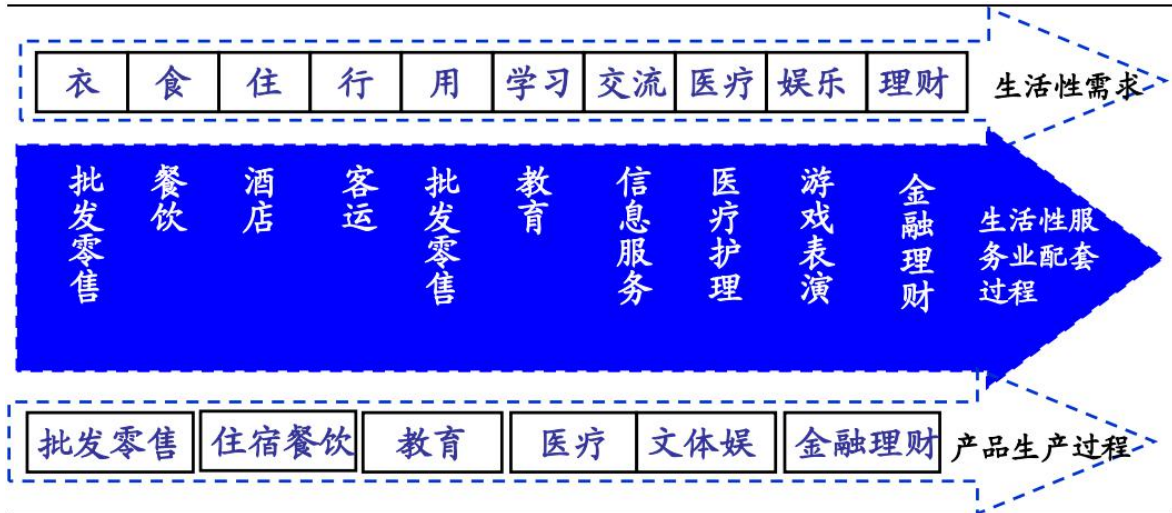 衣 食 住 行 用 学习 交流 医疗 娱乐 理财
生活性需求
批发零售
餐饮
酒店
客运
批发零售
教育
信息服务
医疗护理
游戏表演
金融理财
生活性服
务业配套
过程
批发零售 住宿餐饮 教育 医疗 文体娱 金融理财
产品生产过程